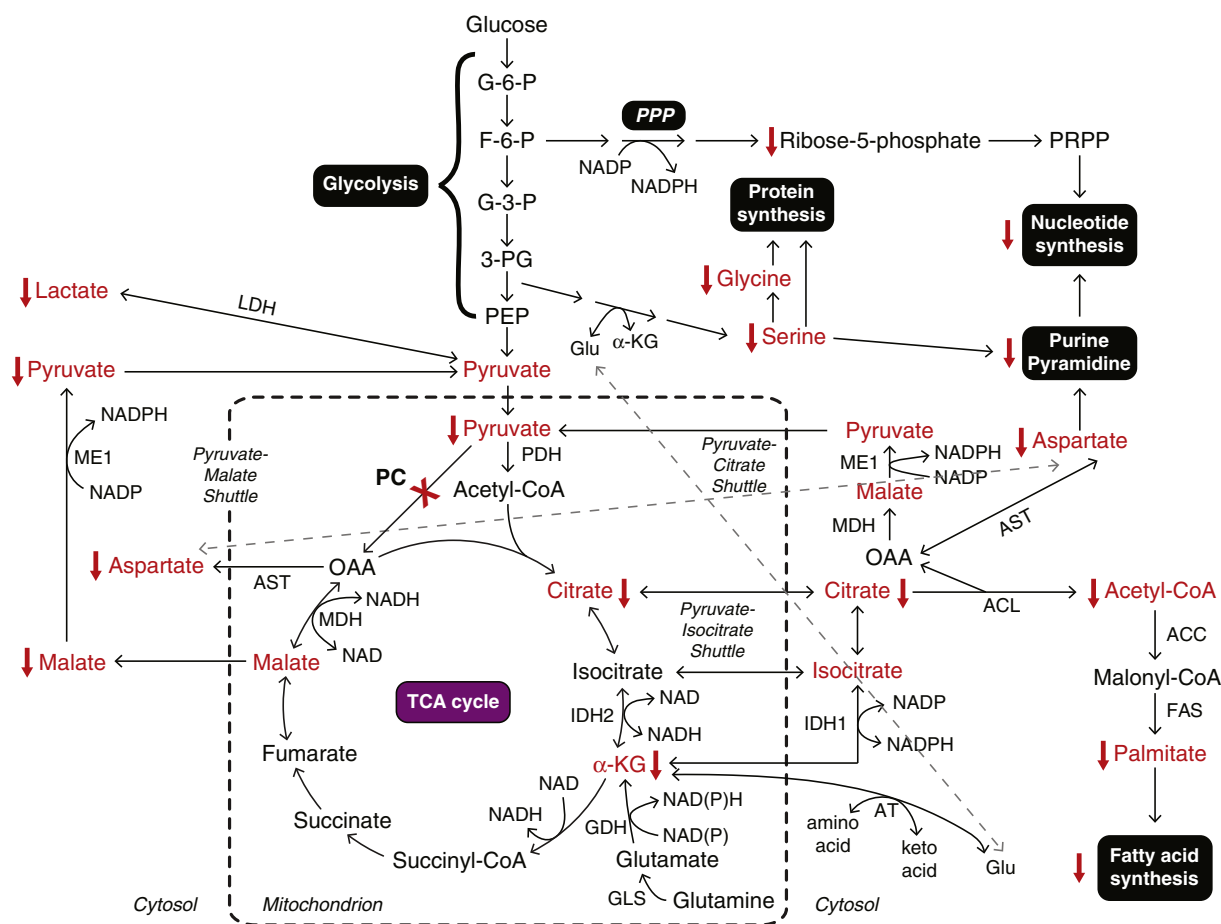 Glucose
G-6-P
F-6-P
G-3-P
3-PG
PEP
Glycolysis
PPP
NADP
NADPH
Ribose-5-phosphate
PRPP
Protein
synthesis
Nucleotide
synthesis
Glycine
Serine
Glu
α-KG
Purine
Pyramidine
Lactate
LDH
Pyruvate
Pyruvate
NADPH
ME1
NADP
Pyruvate-
Malate
Shuttle
Pyruvate
PC
PDH
Acetyl-CoA
Pyruvate-
Citrate
Shuttle
Pyruvate
ME1
NADPH
NADP
Malate
MDH
OAA
Aspartate
AST
Aspartate
AST
OAA
NADH
MDH
NAD
Citrate
Citrate
ACL
Acetyl-CoA
Pyruvate-
Isocitrate
Shuttle
ACC
Malate
Malate
Isocitrate
Isocitrate
Malonyl-CoA
TCA cycle
IDH2
NAD
NADH
IDH1
NADP
NADPH
FAS
Fumarate
α-KG
Palmitate
NAD
NADH
NAD(P)H
GDH
NAD(P)
Succinate
Succinyl-CoA
Glutamate
GLS
Glutamine
AT
amino
acid
keto
acid
Glu
Fatty acid
synthesis
Cytosol
Mitochondrion
Cytosol